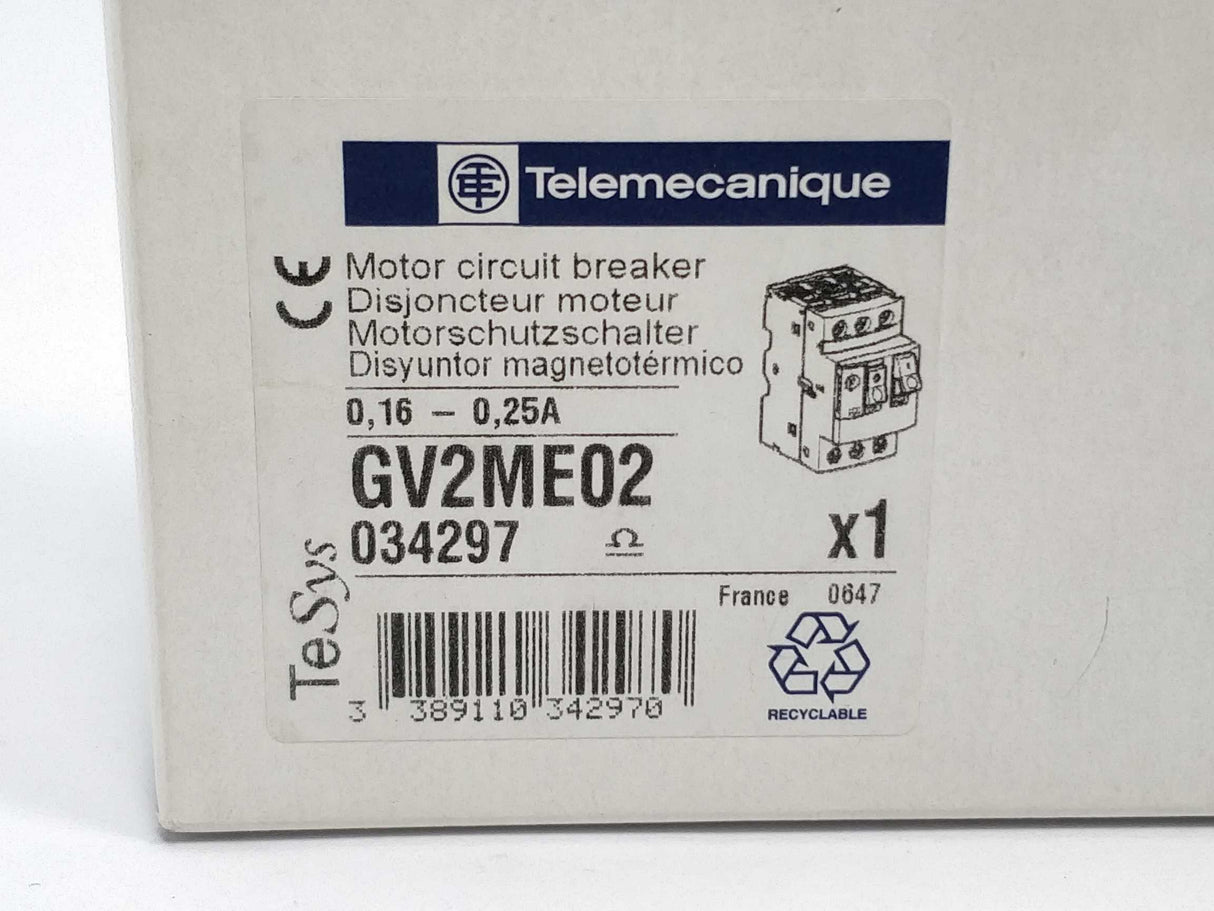 Telemecanique
CE
Motor circuit breaker
Disjoncteur moteur
Motorschutzschalter
Disyuntor magnetotérmico
0,16 – 0,25A
GV2ME02
034297
x1
TeSys
France 0647
3 389110 342970
RECYCLABLE